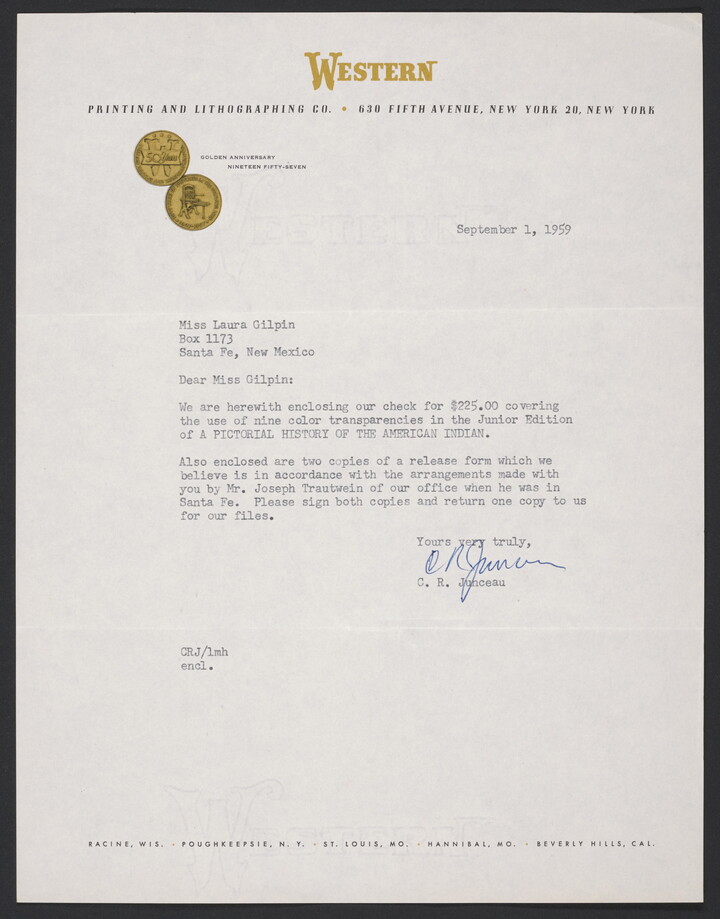 WESTERN
PRINTING AND LITHOGRAPHING CO. • 630 FIFTH AVENUE, NEW YORK 20, NEW YORK
50 Years
GOLDEN ANNIVERSARY
NINETEEN FIFTY-SEVEN
September 1, 1959
Miss Laura Gilpin
Box 1173
Santa Fe, New Mexico
Dear Miss Gilpin:
We are herewith enclosing our check for $225.00 covering
the use of nine color transparencies in the Junior Edition
of A PICTORIAL HISTORY OF THE AMERICAN INDIAN.
Also enclosed are two copies of a release form which we
believe is in accordance with the arrangements made with
you by Mr. Joseph Trautwein of our office when he was in
Santa Fe. Please sign both copies and return one copy to us
for our files.
Yours very truly,
C R Junceau
C. R. Junceau
CRJ/lmh
encl.
RACINE, WIS. • POUGHKEEPSIE, N. Y. • ST. LOUIS, MO. • HANNIBAL, MO. • BEVERLY HILLS, CAL.